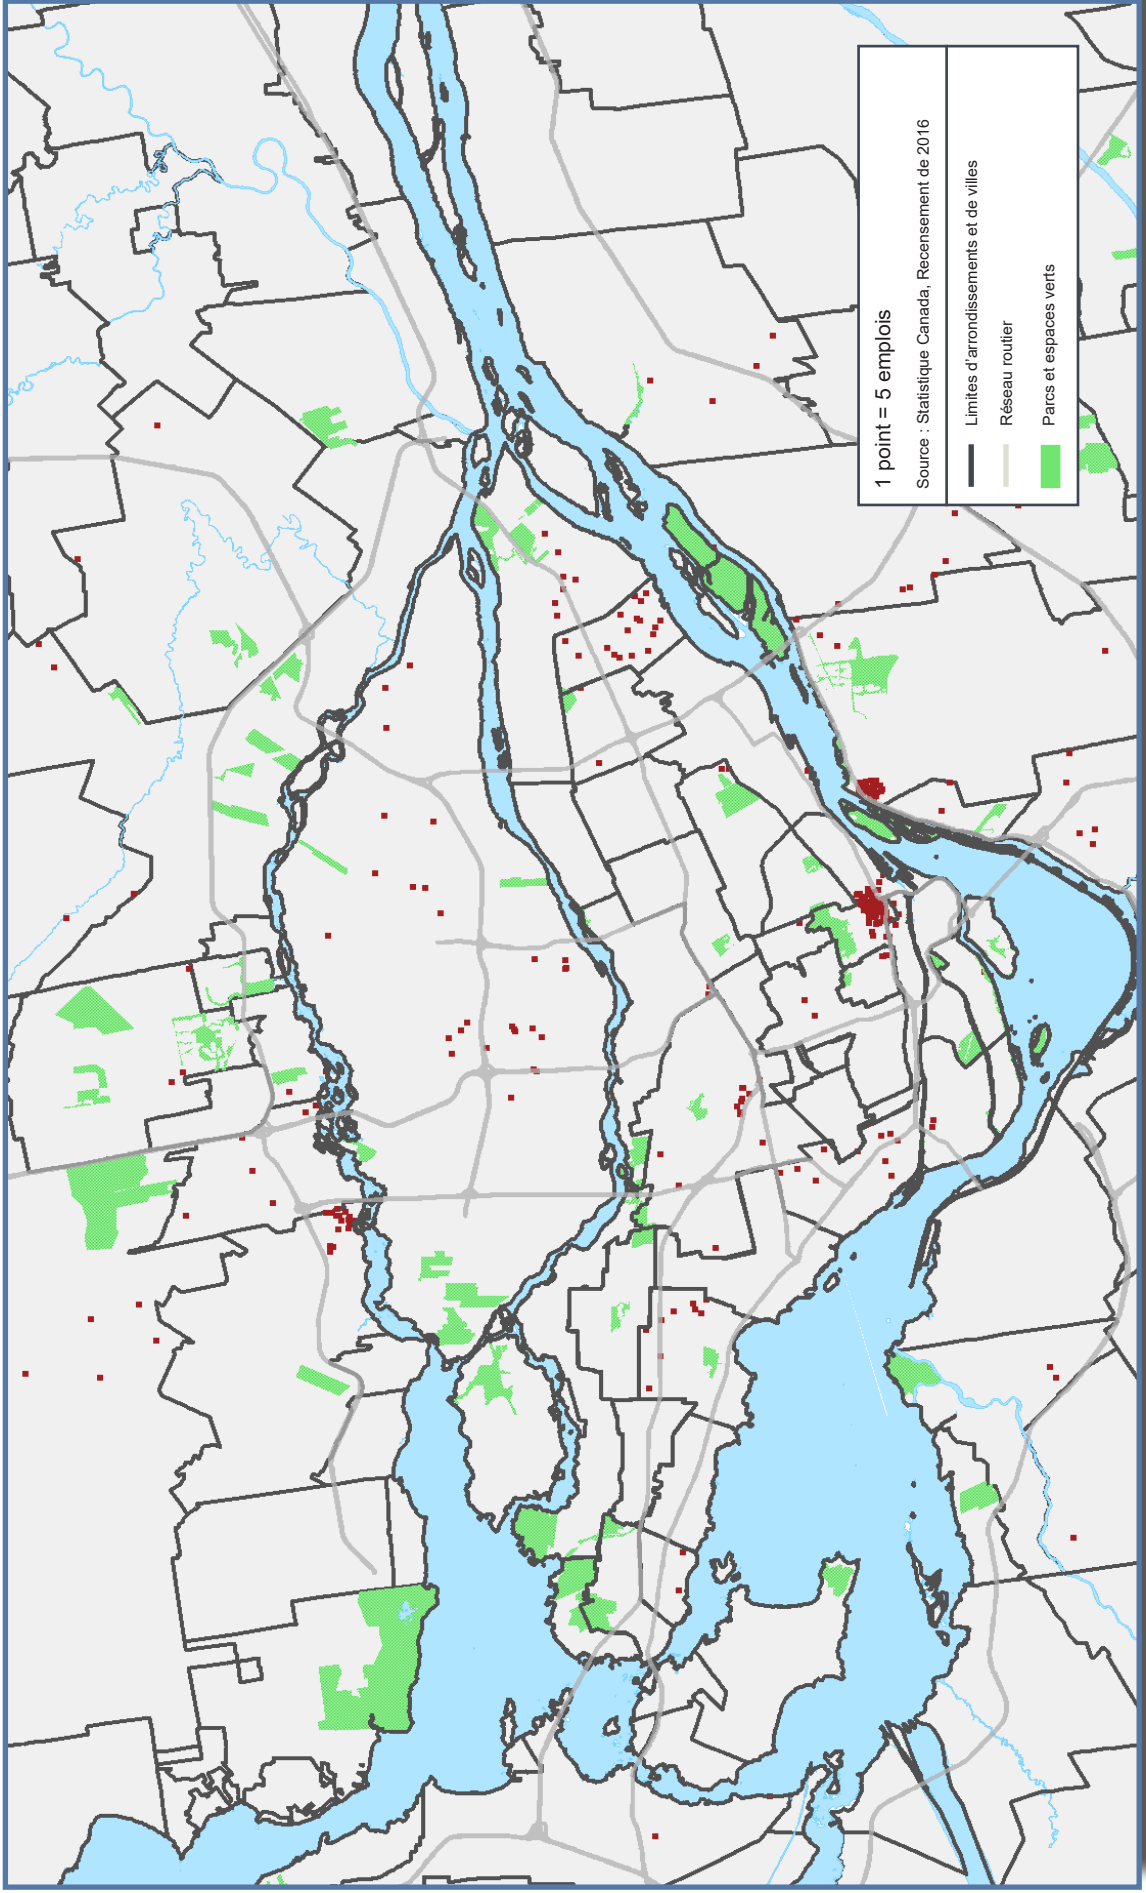 1 point = 5 emplois
Source : Statistique Canada, Recensement de 2016
Limites d'arrondissements et de villes
Réseau routier
Parcs et espaces verts